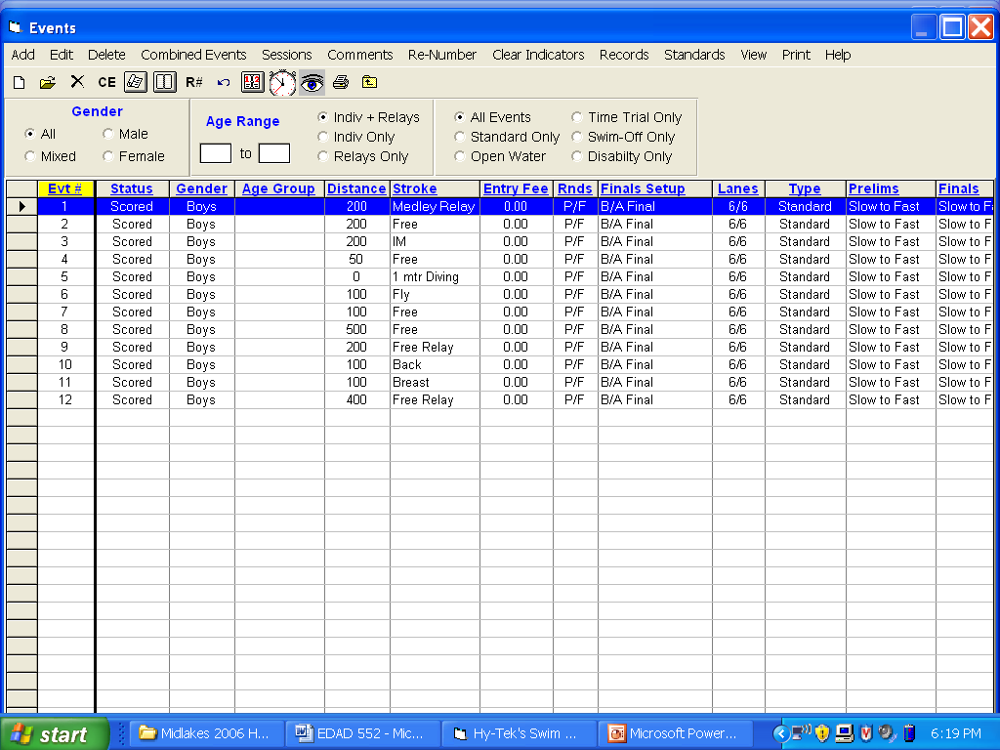 Events
Add Edit Delete Combined Events Sessions Comments Re-Number Clear Indicators Records Standards View Print Help
CE R#
Gender
All Male
Mixed Female
Age Range
to
Indiv + Relays
Indiv Only
Relays Only
All Events Time Trial Only
Standard Only Swim-Off Only
Open Water Disabilty Only
Evt # Status Gender Age Group Distance Stroke Entry Fee Rnds Finals Setup Lanes Type Prelims Finals
1 Scored Boys 200 Medley Relay 0.00 P/F B/A Final 6/6 Standard Slow to Fast Slow to F
2 Scored Boys 200 Free 0.00 P/F B/A Final 6/6 Standard Slow to Fast Slow to F
3 Scored Boys 200 IM 0.00 P/F B/A Final 6/6 Standard Slow to Fast Slow to F
4 Scored Boys 50 Free 0.00 P/F B/A Final 6/6 Standard Slow to Fast Slow to F
5 Scored Boys 0 1 mtr Diving 0.00 P/F B/A Final 6/6 Standard Slow to Fast Slow to F
6 Scored Boys 100 Fly 0.00 P/F B/A Final 6/6 Standard Slow to Fast Slow to F
7 Scored Boys 100 Free 0.00 P/F B/A Final 6/6 Standard Slow to Fast Slow to F
8 Scored Boys 500 Free 0.00 P/F B/A Final 6/6 Standard Slow to Fast Slow to F
9 Scored Boys 200 Free Relay 0.00 P/F B/A Final 6/6 Standard Slow to Fast Slow to F
10 Scored Boys 100 Back 0.00 P/F B/A Final 6/6 Standard Slow to Fast Slow to F
11 Scored Boys 100 Breast 0.00 P/F B/A Final 6/6 Standard Slow to Fast Slow to F
12 Scored Boys 400 Free Relay 0.00 P/F B/A Final 6/6 Standard Slow to Fast Slow to F
start Midlakes 2006 H... EDAD 552 - Mic... Hy-Tek's Swim ... Microsoft Power... 6:19 PM